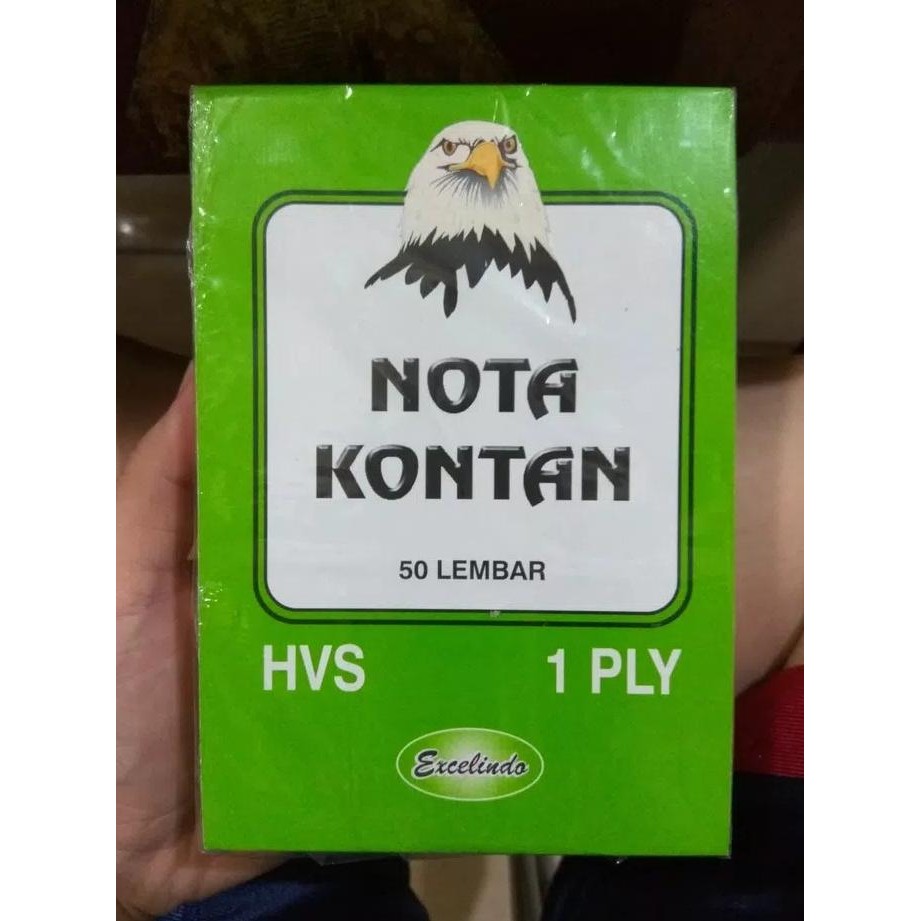 NOTA
KONTAN
50 LEMBAR
HVS 1 PLY
Excelindo